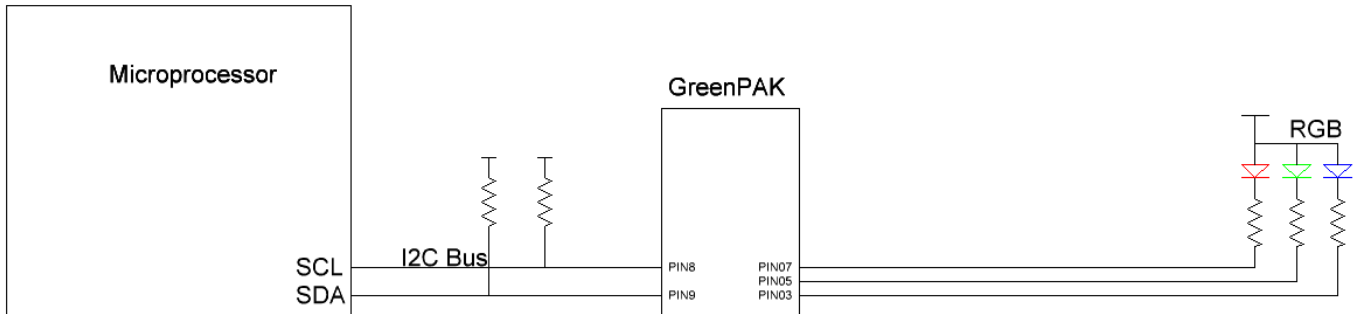 Microprocessor
GreenPAK
RGB
SCL
I2C Bus
PIN8
PIN07
PIN05
SDA
PIN9
PIN03